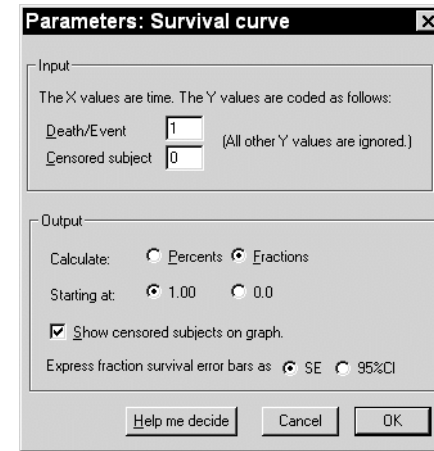 Parameters: Survival curve
Input
The X values are time. The Y values are coded as follows:
Death/Event 1
(All other Y values are ignored.)
Censored subject 0
Output
Calculate: Percents Fractions
Starting at: 1.00 0.0
Show censored subjects on graph.
Express fraction survival error bars as SE 95%CI
Help me decide Cancel OK